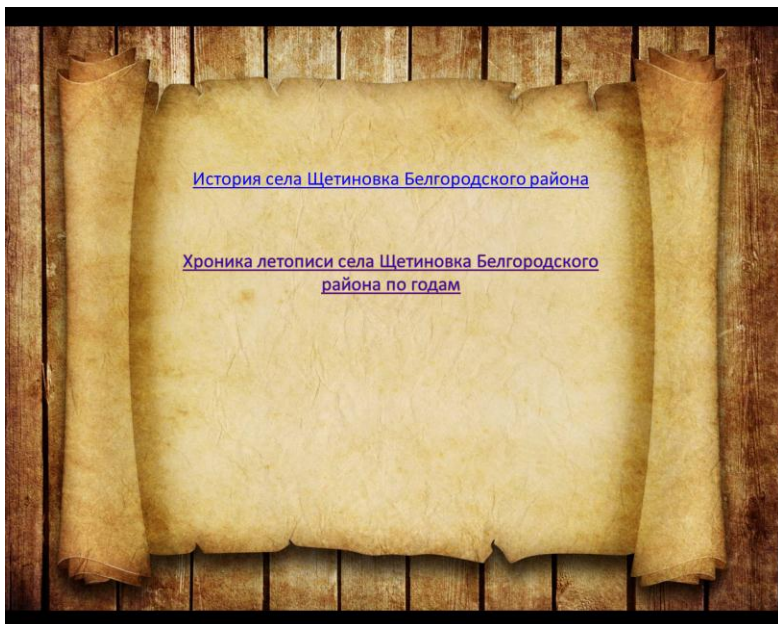 История села Щетиновка Белгородского района
Хроника летописи села Щетиновка Белгородского
района по годам